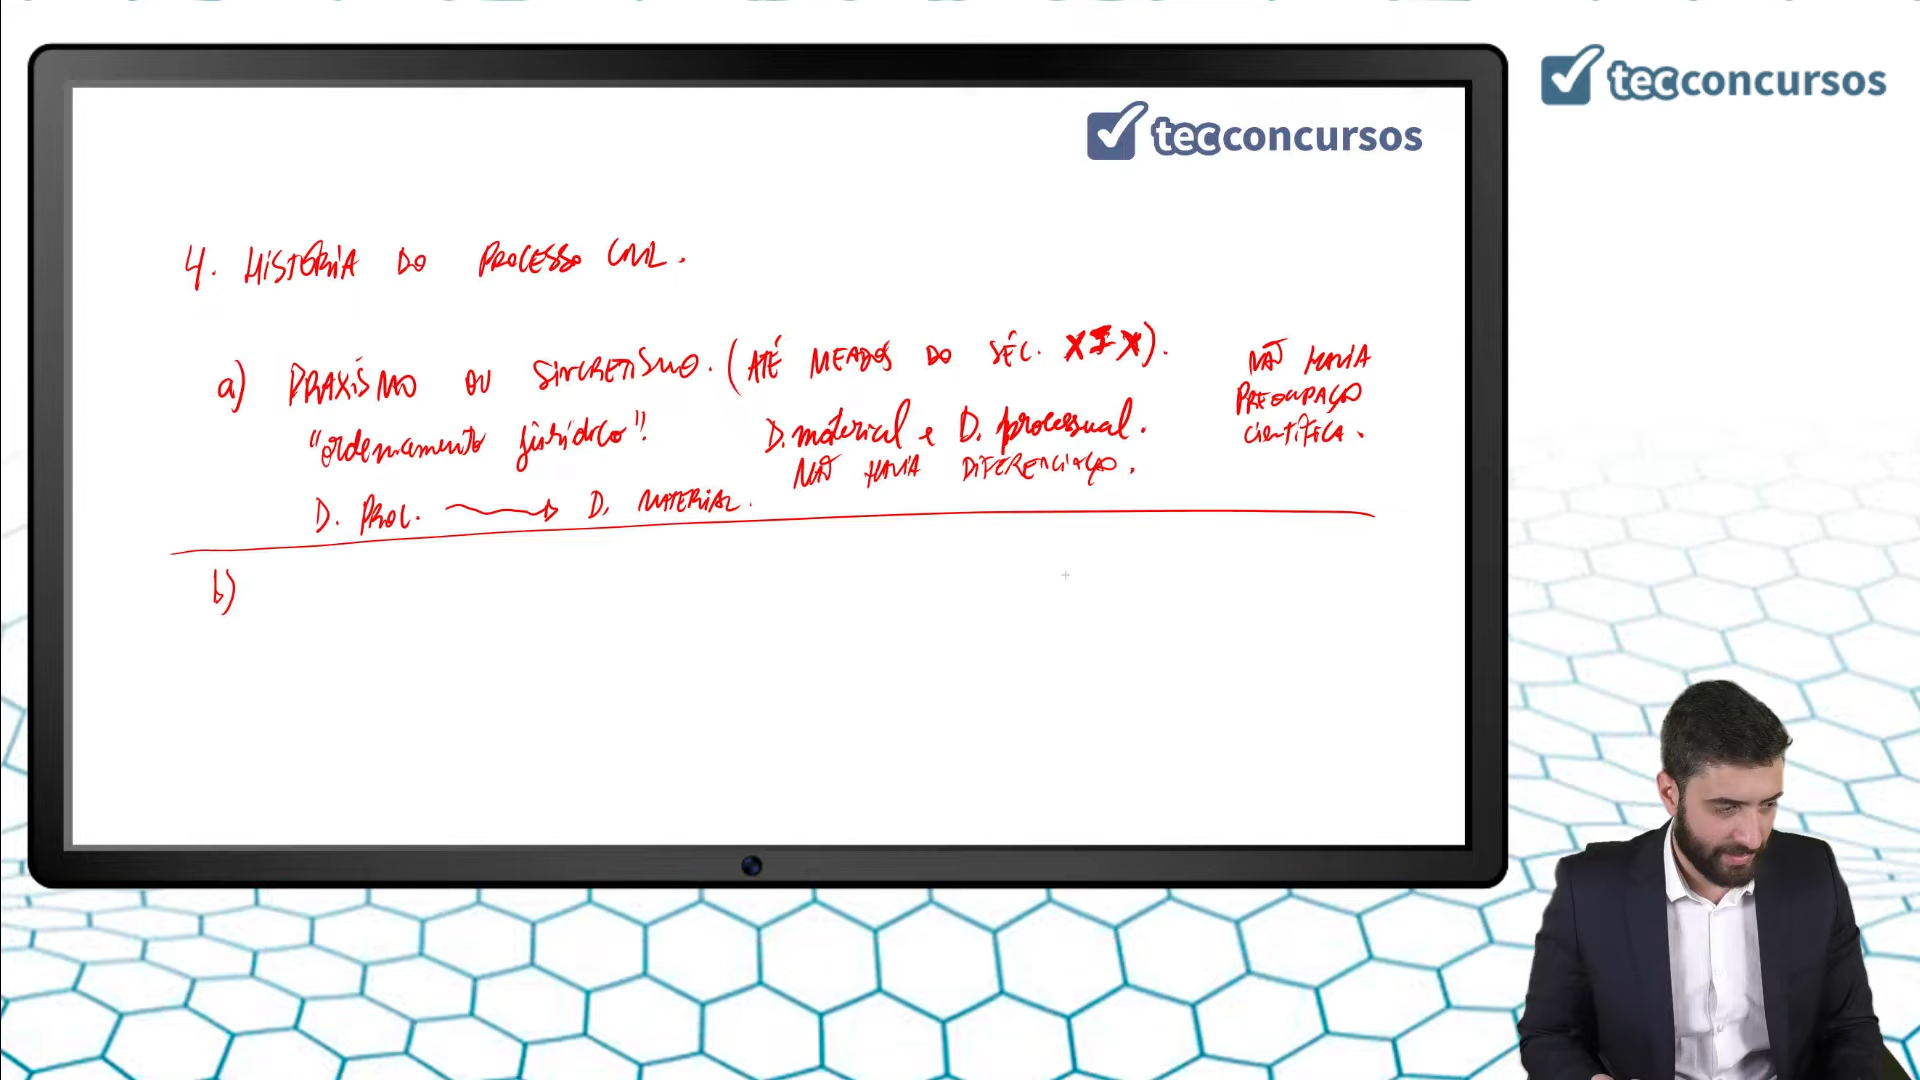 tecconcursos
tecconcursos
4. HISTÓRIA DO PROCESSO CIVIL.
a) PRAXISMO OU SINCRETISMO. (ATÉ MEADOS DO SÉC. XIX).
"ordenamento jurídico"!
D. material e D. processual.
NÃO HAVIA DIFERENCIAÇÃO.
NÃO HAVIA
PREOCUPAÇÃO
CIENTÍFICA.
D. PROC. → D. MATERIAL.
b)